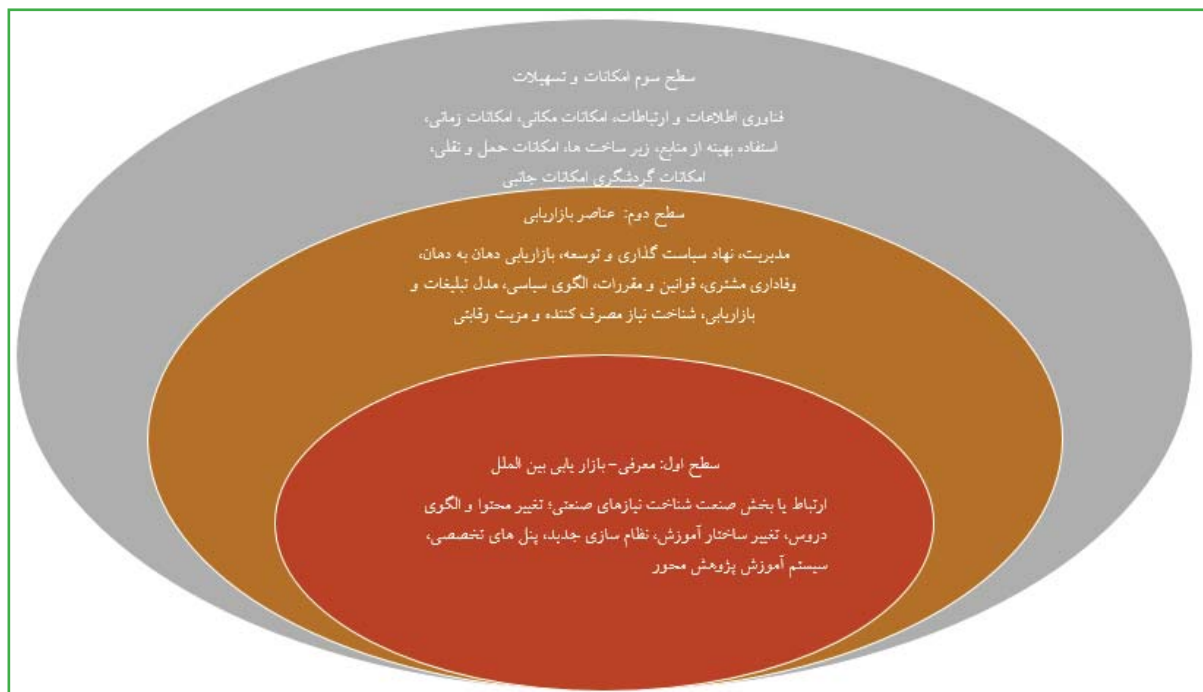 سطح سوم امکانات و تسهیلات
فناوری اطلاعات و ارتباطات، امکانات مکانی، امکانات زمانی،
استفاده بهینه از منابع، زیر ساخت ها، امکانات حمل و نقلی،
امکانات گردشگری امکانات جانبی
سطح دوم: عناصر بازاریابی
مدیریت، نهاد سیاست گذاری و توسعه، بازاریابی دهان به دهان،
وفاداری مشتری، قوانین و مقررات، الگوی سیاسی، مدل تبلیغات و
بازاریابی، شناخت نیاز مصرف کننده و مزیت رقابتی
سطح اول: معرفی- بازار یابی بین الملل
ارتباط یا بخش صنعت شناخت نیازهای صنعتی؛ تغییر محتوا و الگوی
دروس، تغییر ساختار آموزش، نظام سازی جدید، پنل های تخصصی،
سیستم آموزش پژوهش محور